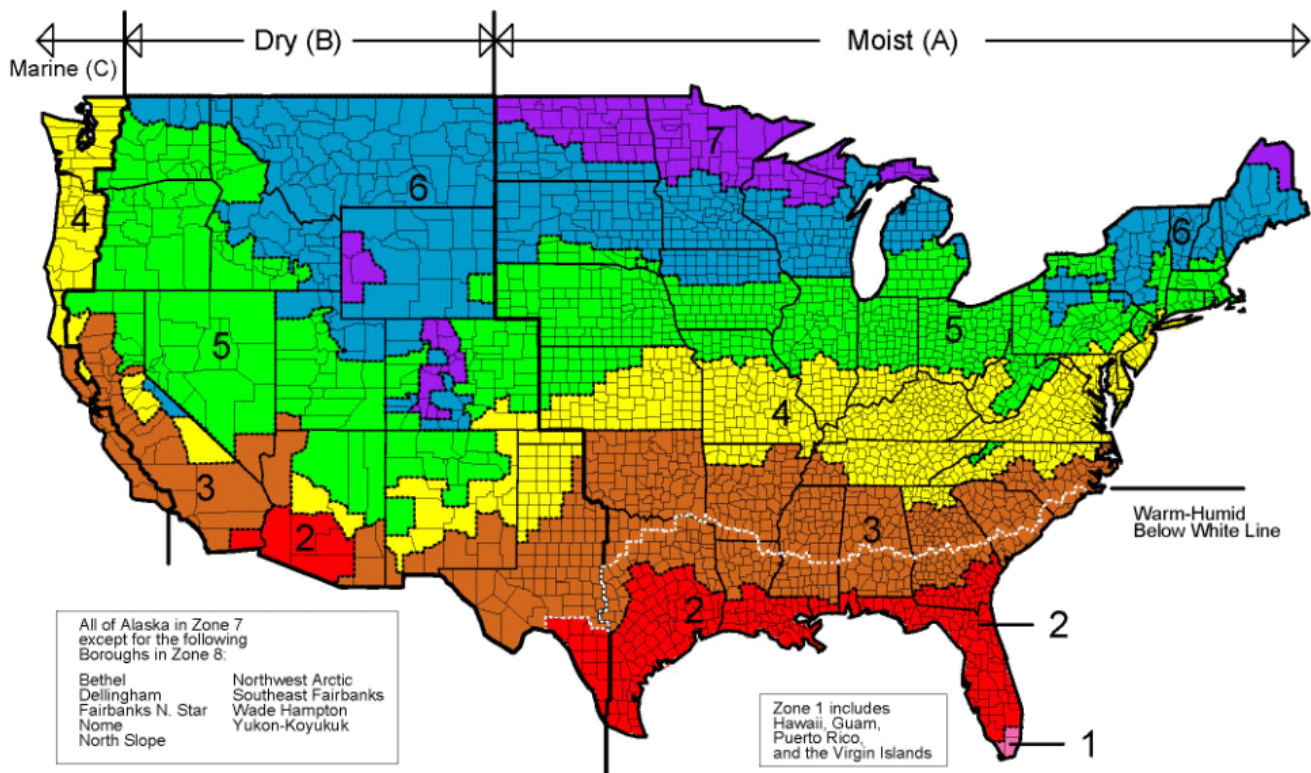 Dry (B)
Moist (A)
Marine (C)
7
6
4
6
5
5
4
3
2
3
Warm-Humid
Below White Line
2
2
1
All of Alaska in Zone 7
except for the following
Boroughs in Zone 8:
Bethel
Dellingham
Fairbanks N. Star
Nome
North Slope
Northwest Arctic
Southeast Fairbanks
Wade Hampton
Yukon-Koyukuk
Zone 1 includes
Hawaii, Guam,
Puerto Rico,
and the Virgin Islands